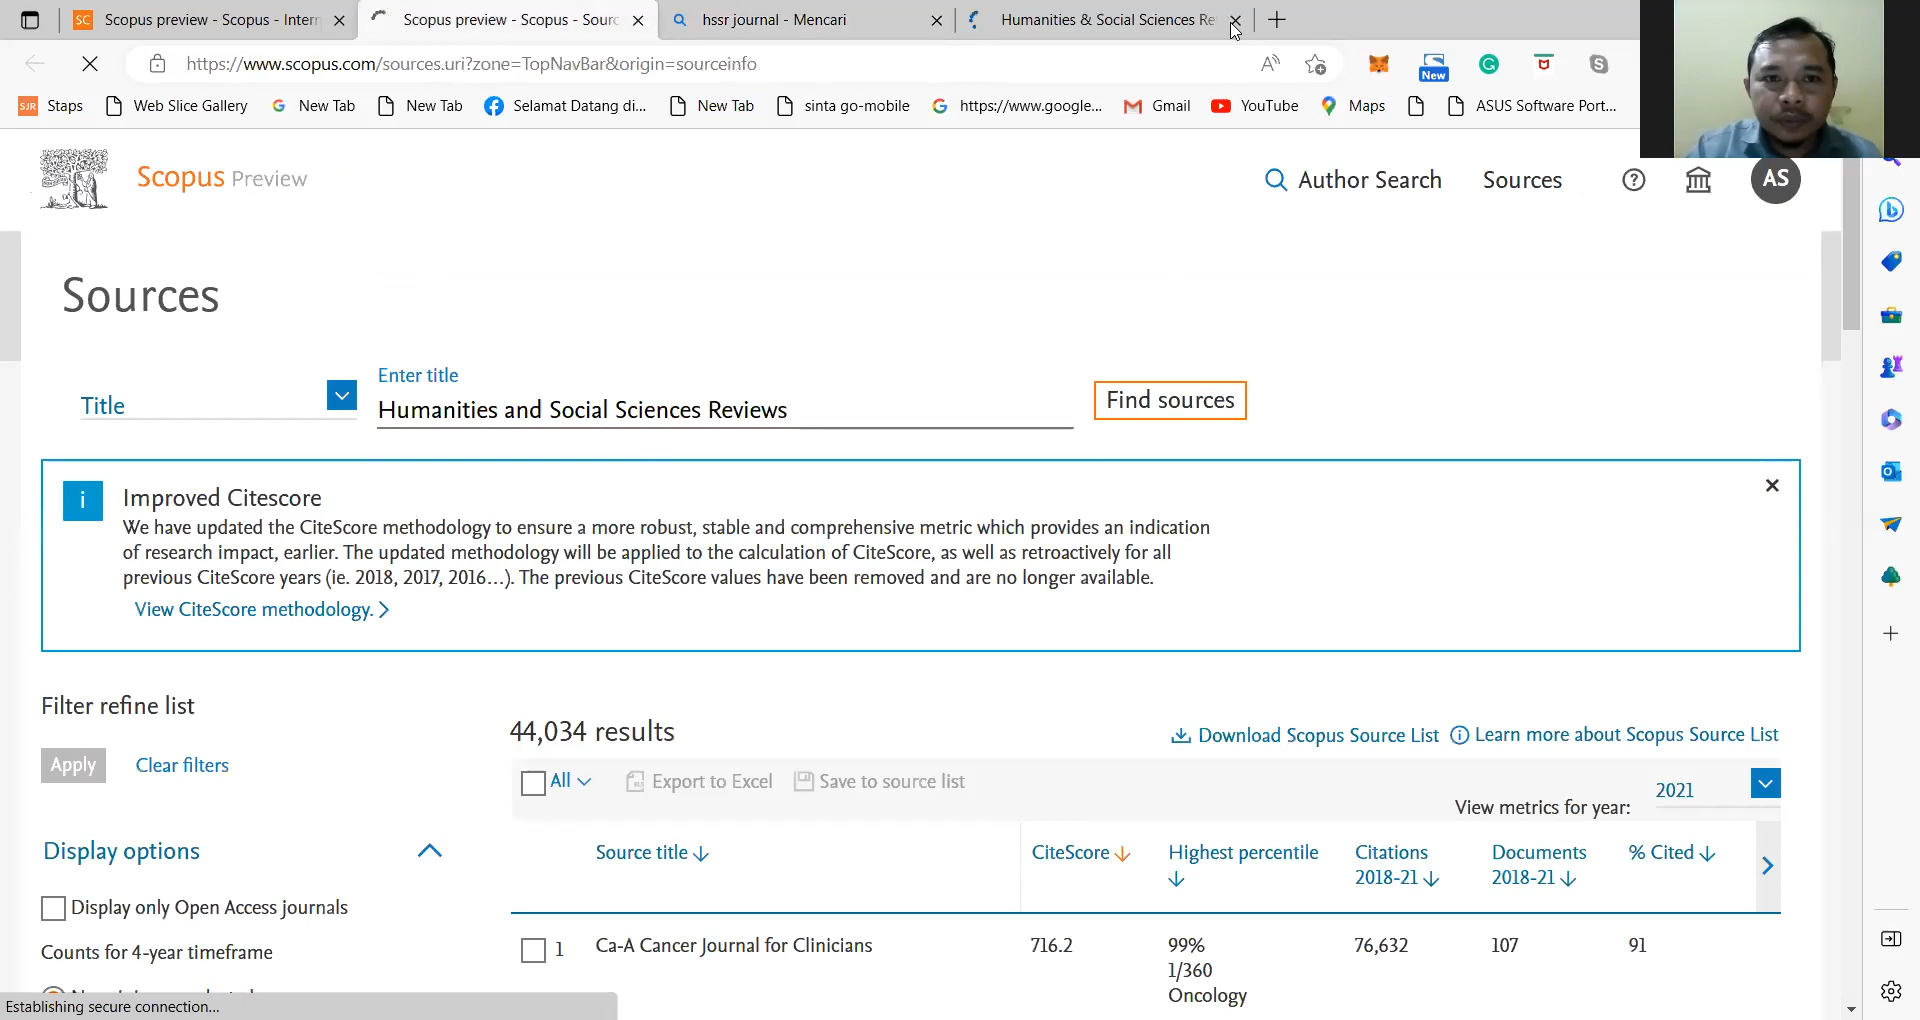 SC Scopus preview - Scopus - Intern
Scopus preview - Scopus - Sourc
hssr journal - Mencari
Humanities & Social Sciences Re
https://www.scopus.com/sources.uri?zone=TopNavBar&origin=sourceinfo
New
SJR Staps
Web Slice Gallery
New Tab
New Tab
Selamat Datang di...
New Tab
sinta go-mobile
https://www.google...
Gmail
YouTube
Maps
ASUS Software Port...
Scopus Preview
Author Search
Sources
AS
Sources
Title
Enter title
Humanities and Social Sciences Reviews
Find sources
i
Improved Citescore
We have updated the CiteScore methodology to ensure a more robust, stable and comprehensive metric which provides an indication
of research impact, earlier. The updated methodology will be applied to the calculation of CiteScore, as well as retroactively for all
previous CiteScore years (ie. 2018, 2017, 2016...). The previous CiteScore values have been removed and are no longer available.
View CiteScore methodology.
Filter refine list
Apply
Clear filters
44,034 results
Download Scopus Source List
Learn more about Scopus Source List
All
Export to Excel
Save to source list
View metrics for year:
2021
Display options
Source title
CiteScore
Highest percentile
Citations
2018-21
Documents
2018-21
% Cited
Display only Open Access journals
Counts for 4-year timeframe
1
Ca-A Cancer Journal for Clinicians
716.2
99%
1/360
Oncology
76,632
107
91
Establishing secure connection...